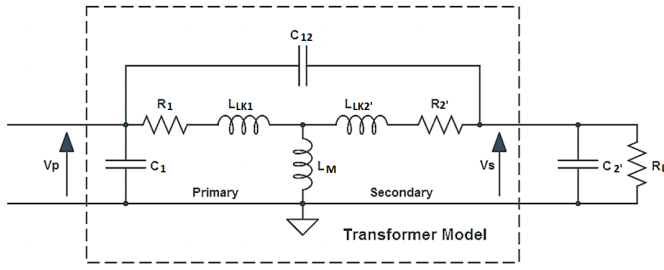 C12
R1
LLK1
LLK2'
R2'
Vp
C1
LM
Vs
C2'
RL
Primary
Secondary
Transformer Model